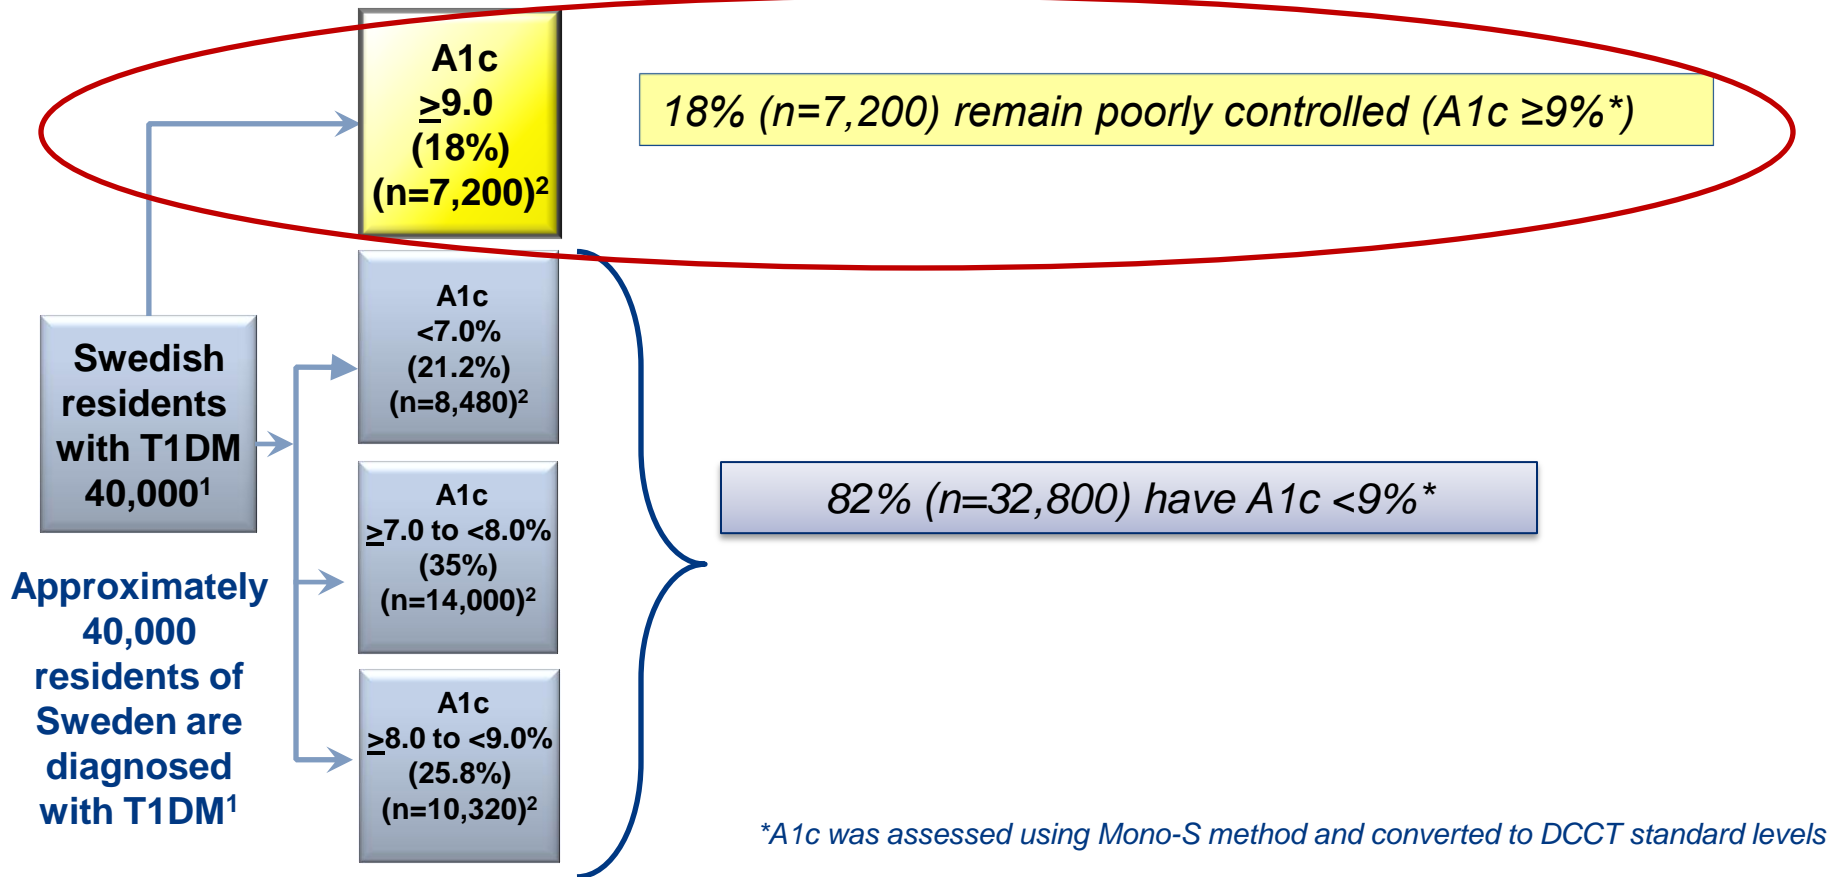 A1c
≥9.0
(18%)
(n=7,200)²
18% (n=7,200) remain poorly controlled (A1c ≥9%*)
A1c
<7.0%
(21.2%)
(n=8,480)²
Swedish
residents
with T1DM
40,000¹
A1c
≥7.0 to <8.0%
(35%)
(n=14,000)²
82% (n=32,800) have A1c <9%*
Approximately
40,000
residents of
Sweden are
diagnosed
with T1DM¹
A1c
≥8.0 to <9.0%
(25.8%)
(n=10,320)²
*A1c was assessed using Mono-S method and converted to DCCT standard levels